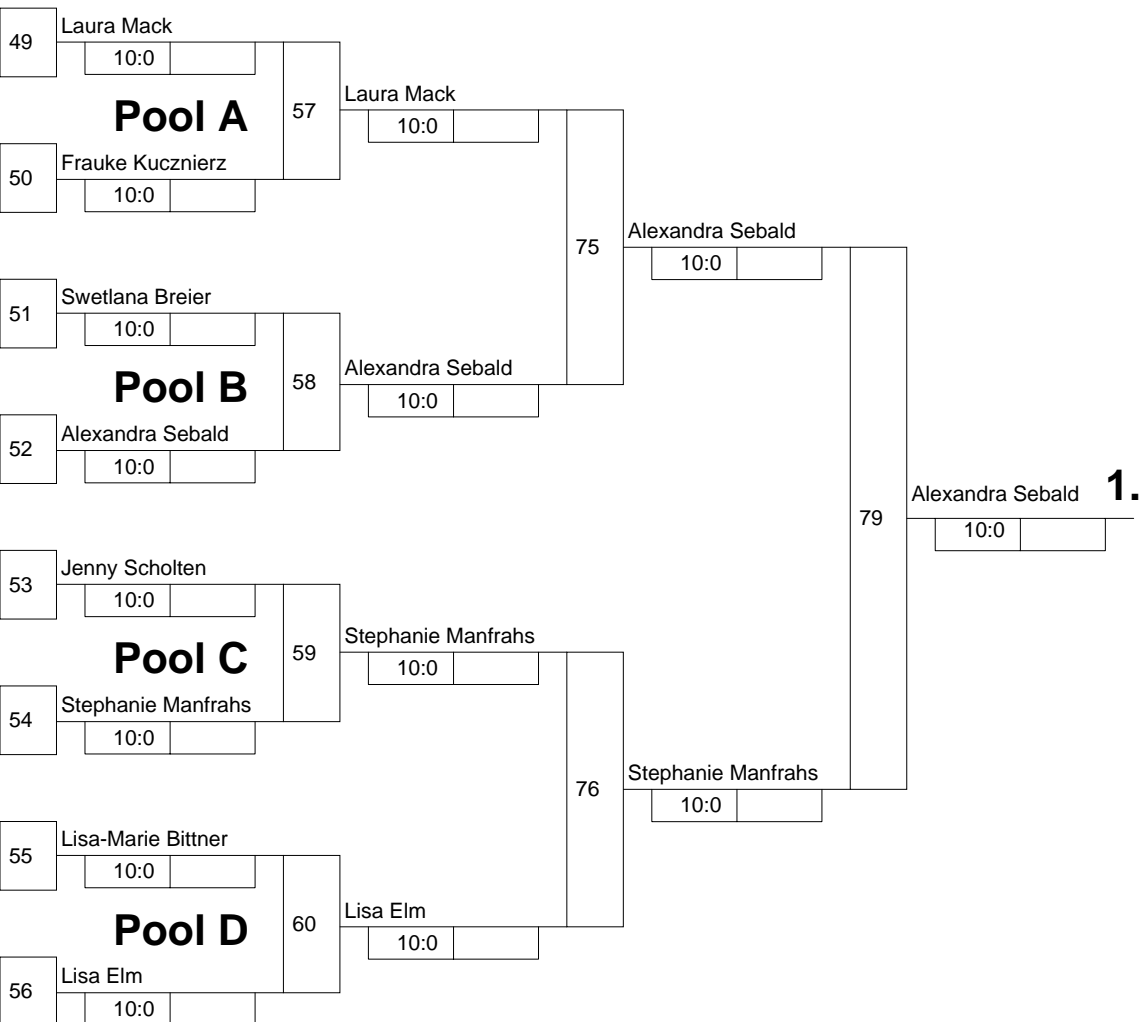 49
Laura Mack
10:0
Pool A
57
Laura Mack
10:0
50
Frauke Kucznierz
10:0
75
Alexandra Sebald
10:0
51
Swetlana Breier
10:0
Pool B
58
Alexandra Sebald
10:0
52
Alexandra Sebald
10:0
79
Alexandra Sebald 1.
10:0
53
Jenny Scholten
10:0
Pool C
59
Stephanie Manfrahs
10:0
54
Stephanie Manfrahs
10:0
76
Stephanie Manfrahs
10:0
55
Lisa-Marie Bittner
10:0
Pool D
60
Lisa Elm
10:0
56
Lisa Elm
10:0